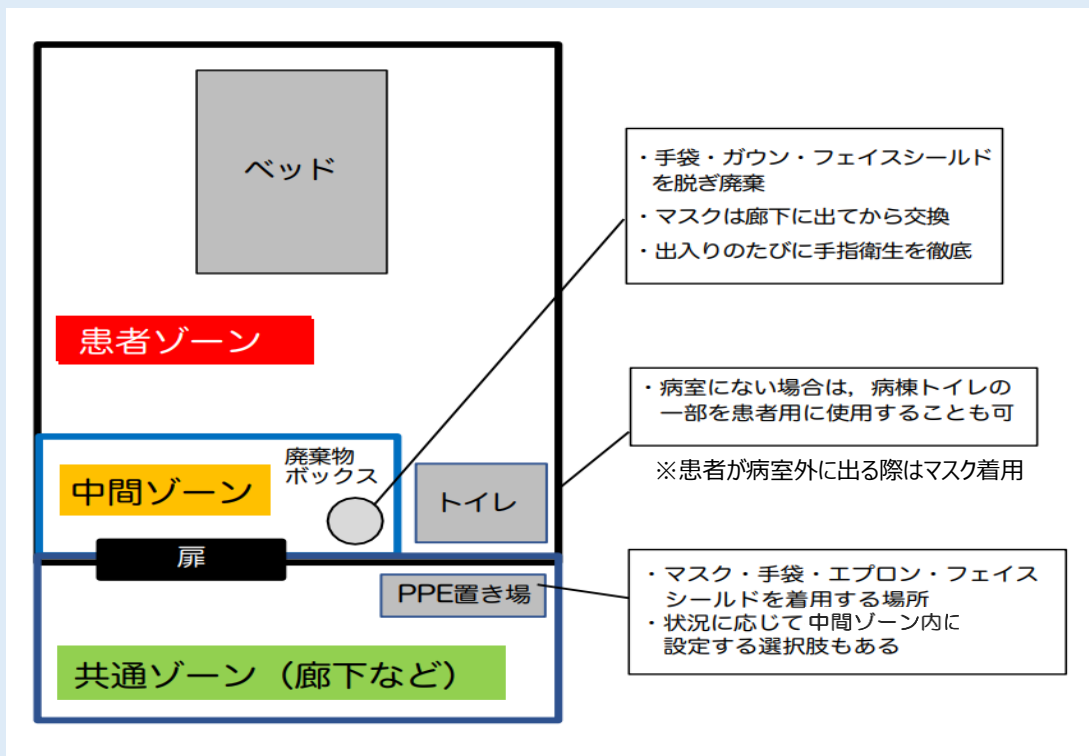 ベッド
患者ゾーン
中間ゾーン
廃棄物
ボックス
トイレ
扉
PPE置き場
共通ゾーン（廊下など）
・手袋・ガウン・フェイスシールド
を脱ぎ廃棄
・マスクは廊下に出てから交換
・出入りのたびに手指衛生を徹底
・病室にない場合は，病棟トイレの
一部を患者用に使用することも可
※患者が病室外に出る際はマスク着用
・マスク・手袋・エプロン・フェイス
シールドを着用する場所
・状況に応じて中間ゾーン内に
設定する選択肢もある